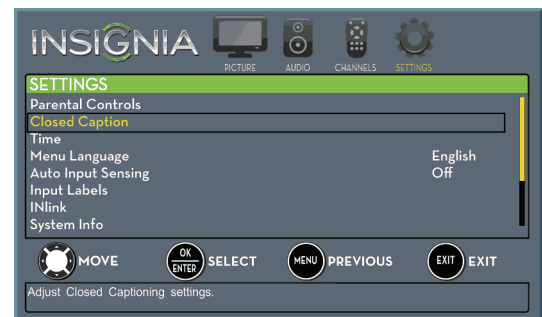 INSIGNIA
PICTURE AUDIO CHANNELS SETTINGS
SETTINGS
Parental Controls
Closed Caption
Time
Menu Language English
Auto Input Sensing Off
Input Labels
INlink
System Info
MOVE OK ENTER SELECT MENU PREVIOUS EXIT EXIT
Adjust Closed Captioning settings.